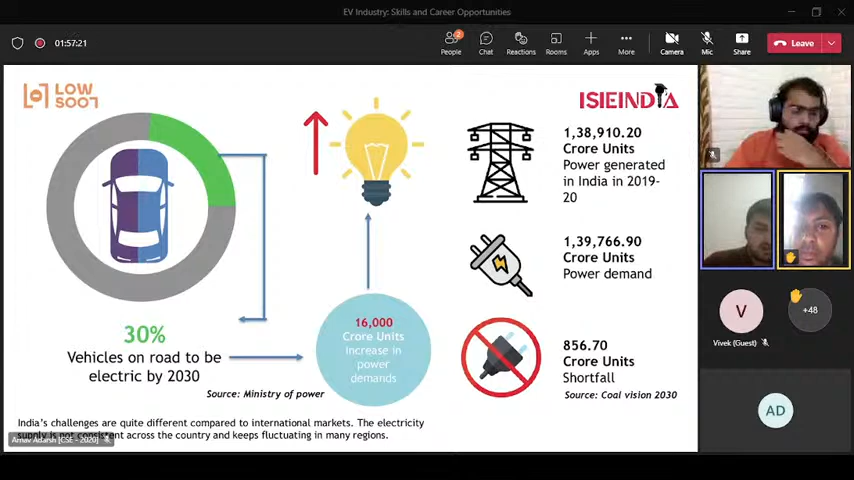 EV Industry: Skills and Career Opportunities
01:57:21
2
People
Chat
Reactions
Rooms
Apps
More
Camera
Mic
Share
Leave
LOW
SOOT
ISIEINDIA
30%
Vehicles on road to be
electric by 2030
16,000
Crore Units
Increase in
power
demands
Source: Ministry of power
1,38,910.20
Crore Units
Power generated
in India in 2019-
20
1,39,766.90
Crore Units
Power demand
856.70
Crore Units
Shortfall
Source: Coal vision 2030
India's challenges are quite different compared to international markets. The electricity
supply is not consistent across the country and keeps fluctuating in many regions.
Arnav Adarsh [CSE - 2020]
V
Vivek (Guest)
+48
AD